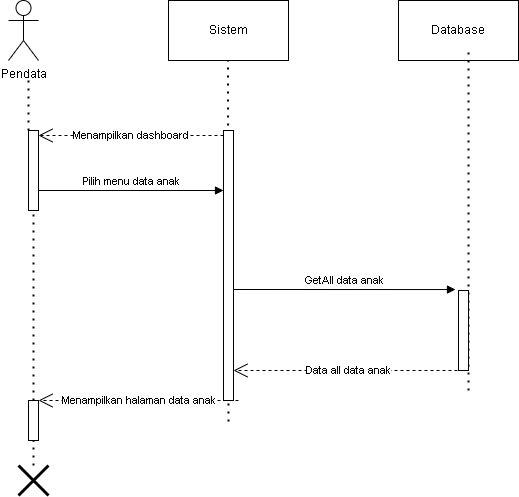 Sistem
Database
Pendata
Menampilkan dashboard
Pilih menu data anak
GetAll data anak
Data all data anak
Menampilkan halaman data anak